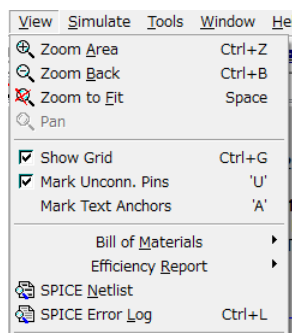 View Simulate Tools Window He
Zoom Area Ctrl+Z
Zoom Back Ctrl+B
Zoom to Fit Space
Pan
Show Grid Ctrl+G
Mark Unconn. Pins 'U'
Mark Text Anchors 'A'
Bill of Materials
Efficiency Report
SPICE Netlist
SPICE Error Log Ctrl+L